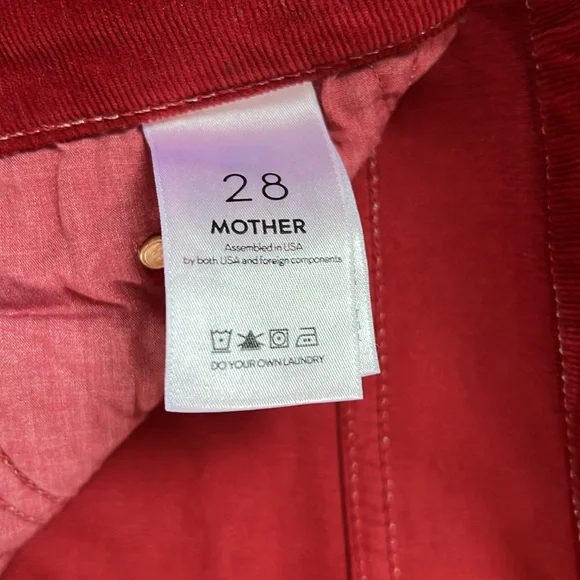 28
MOTHER
Assembled in USA
by both USA and foreign components
DO YOUR OWN LAUNDRY